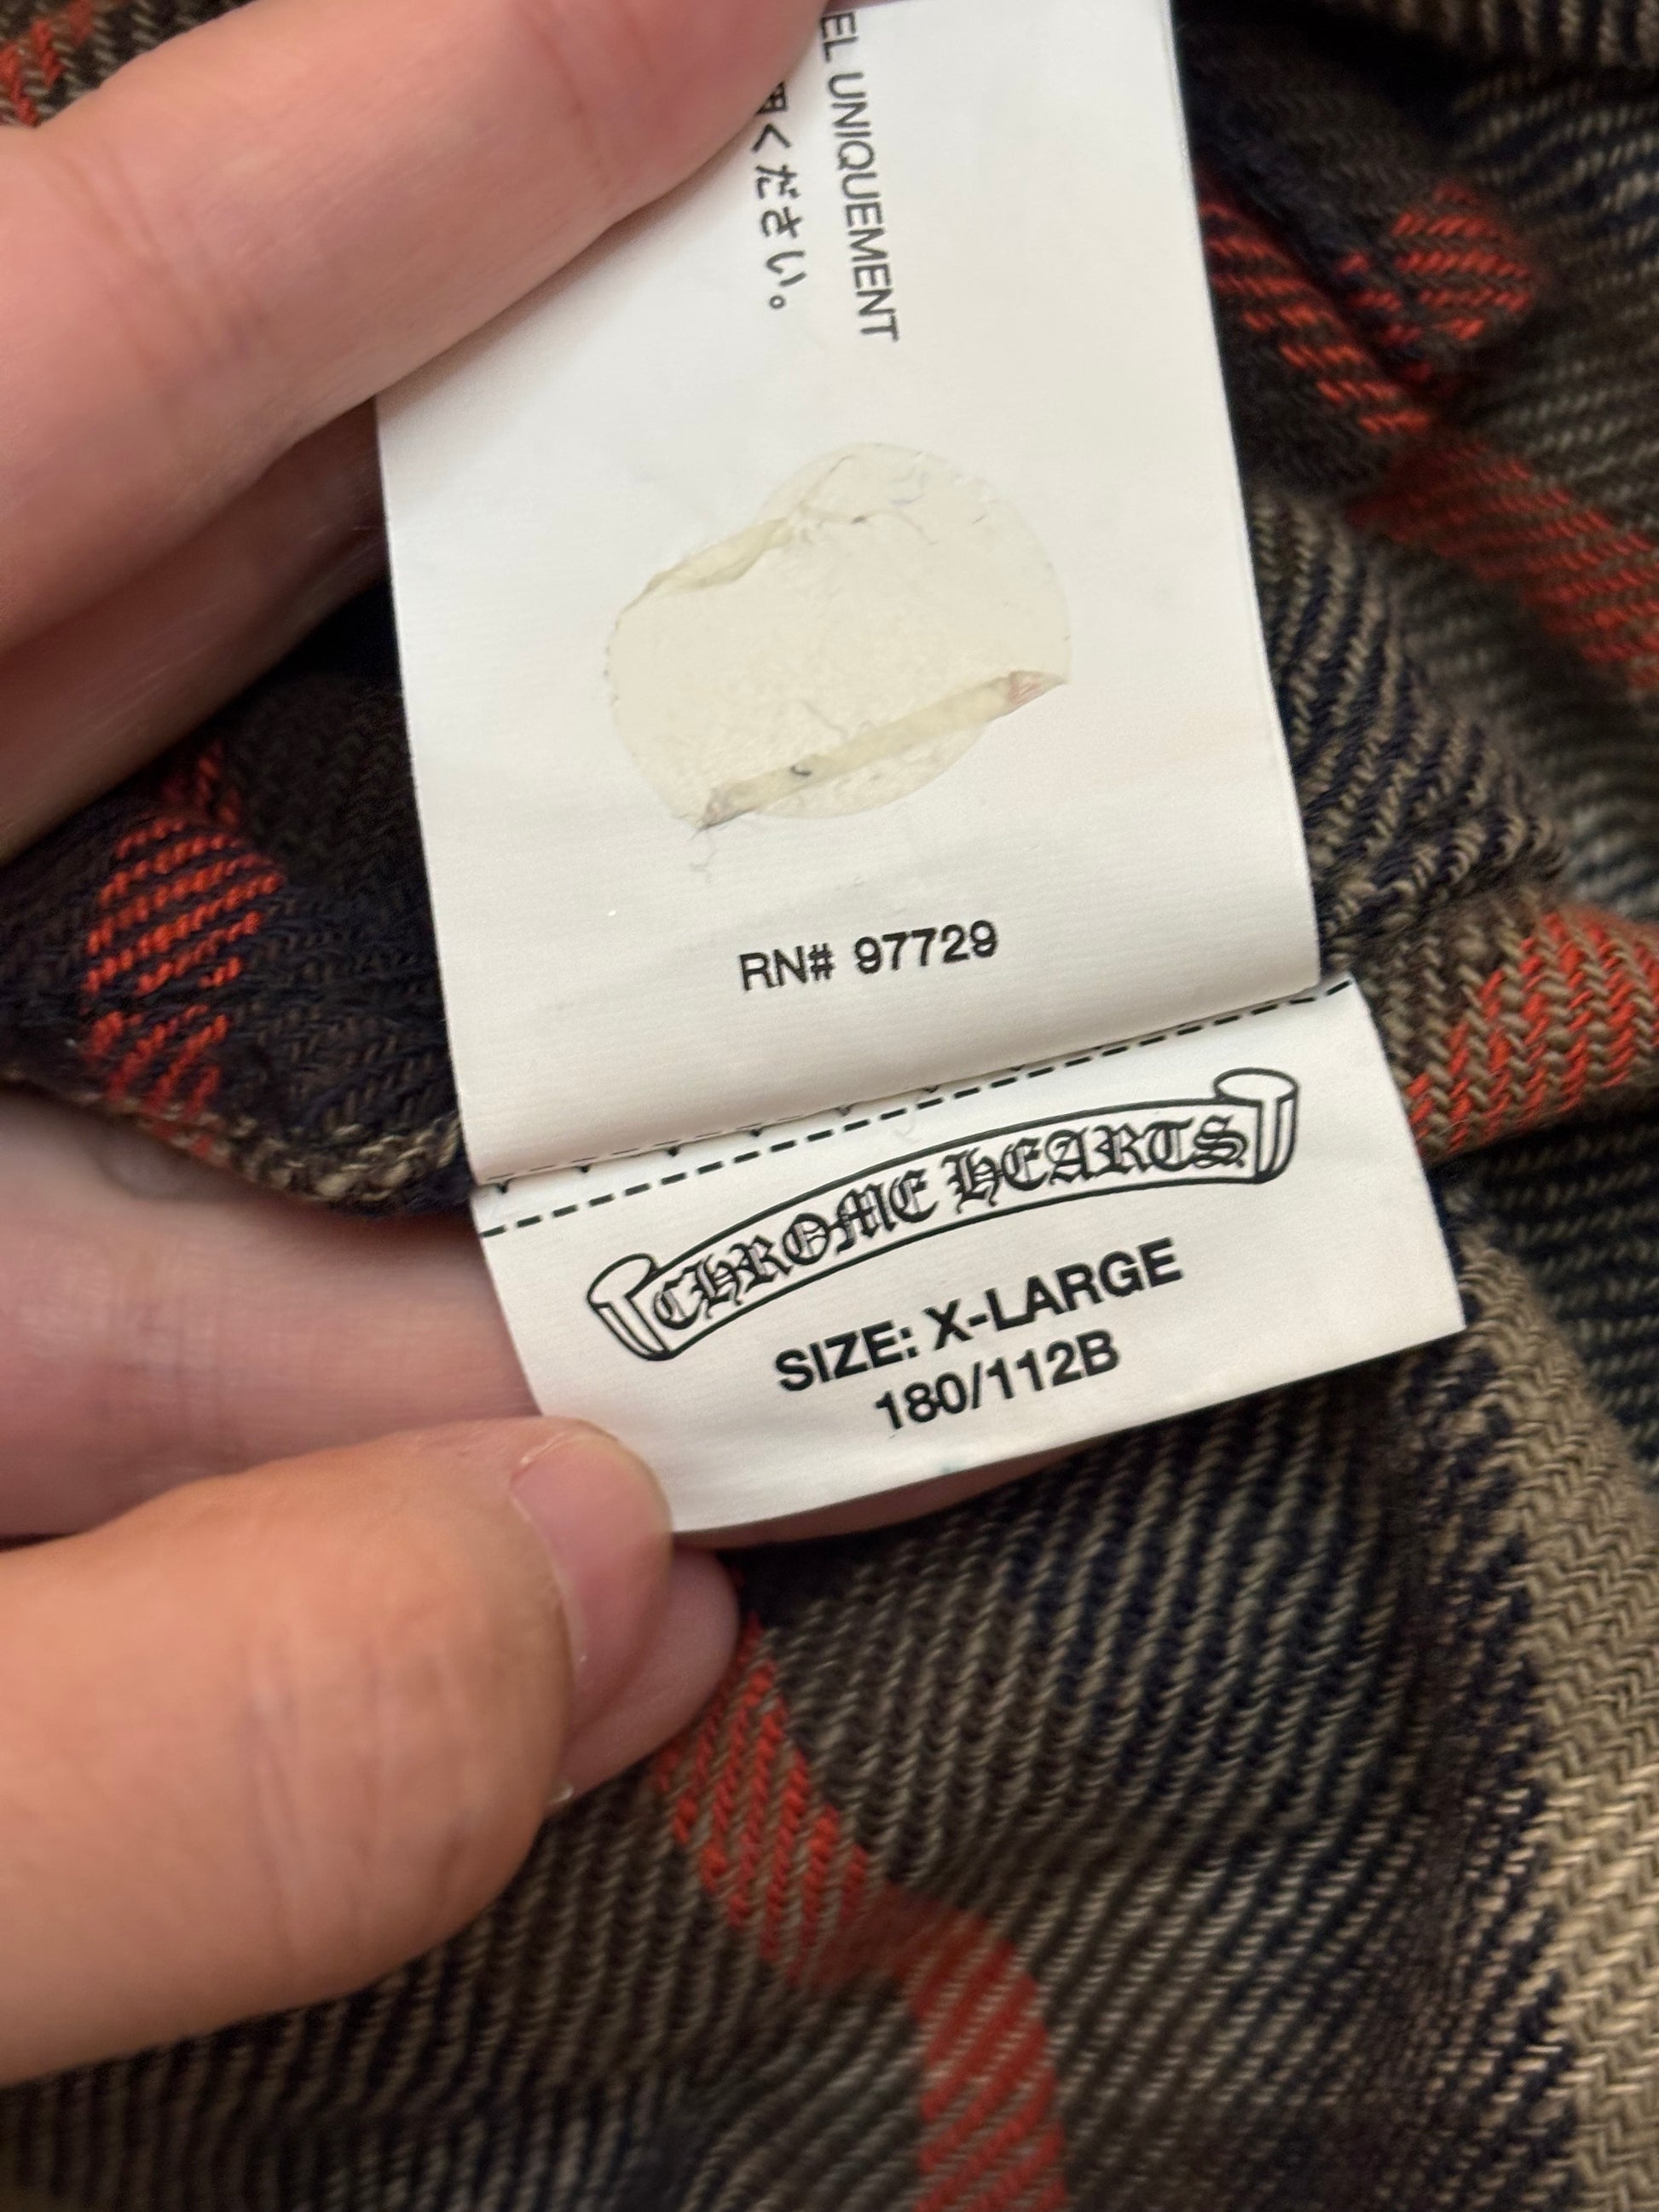 EL UNIQUEMENT
ください。
RN# 97729
CHROME HEARTS
SIZE: X-LARGE
180/112B